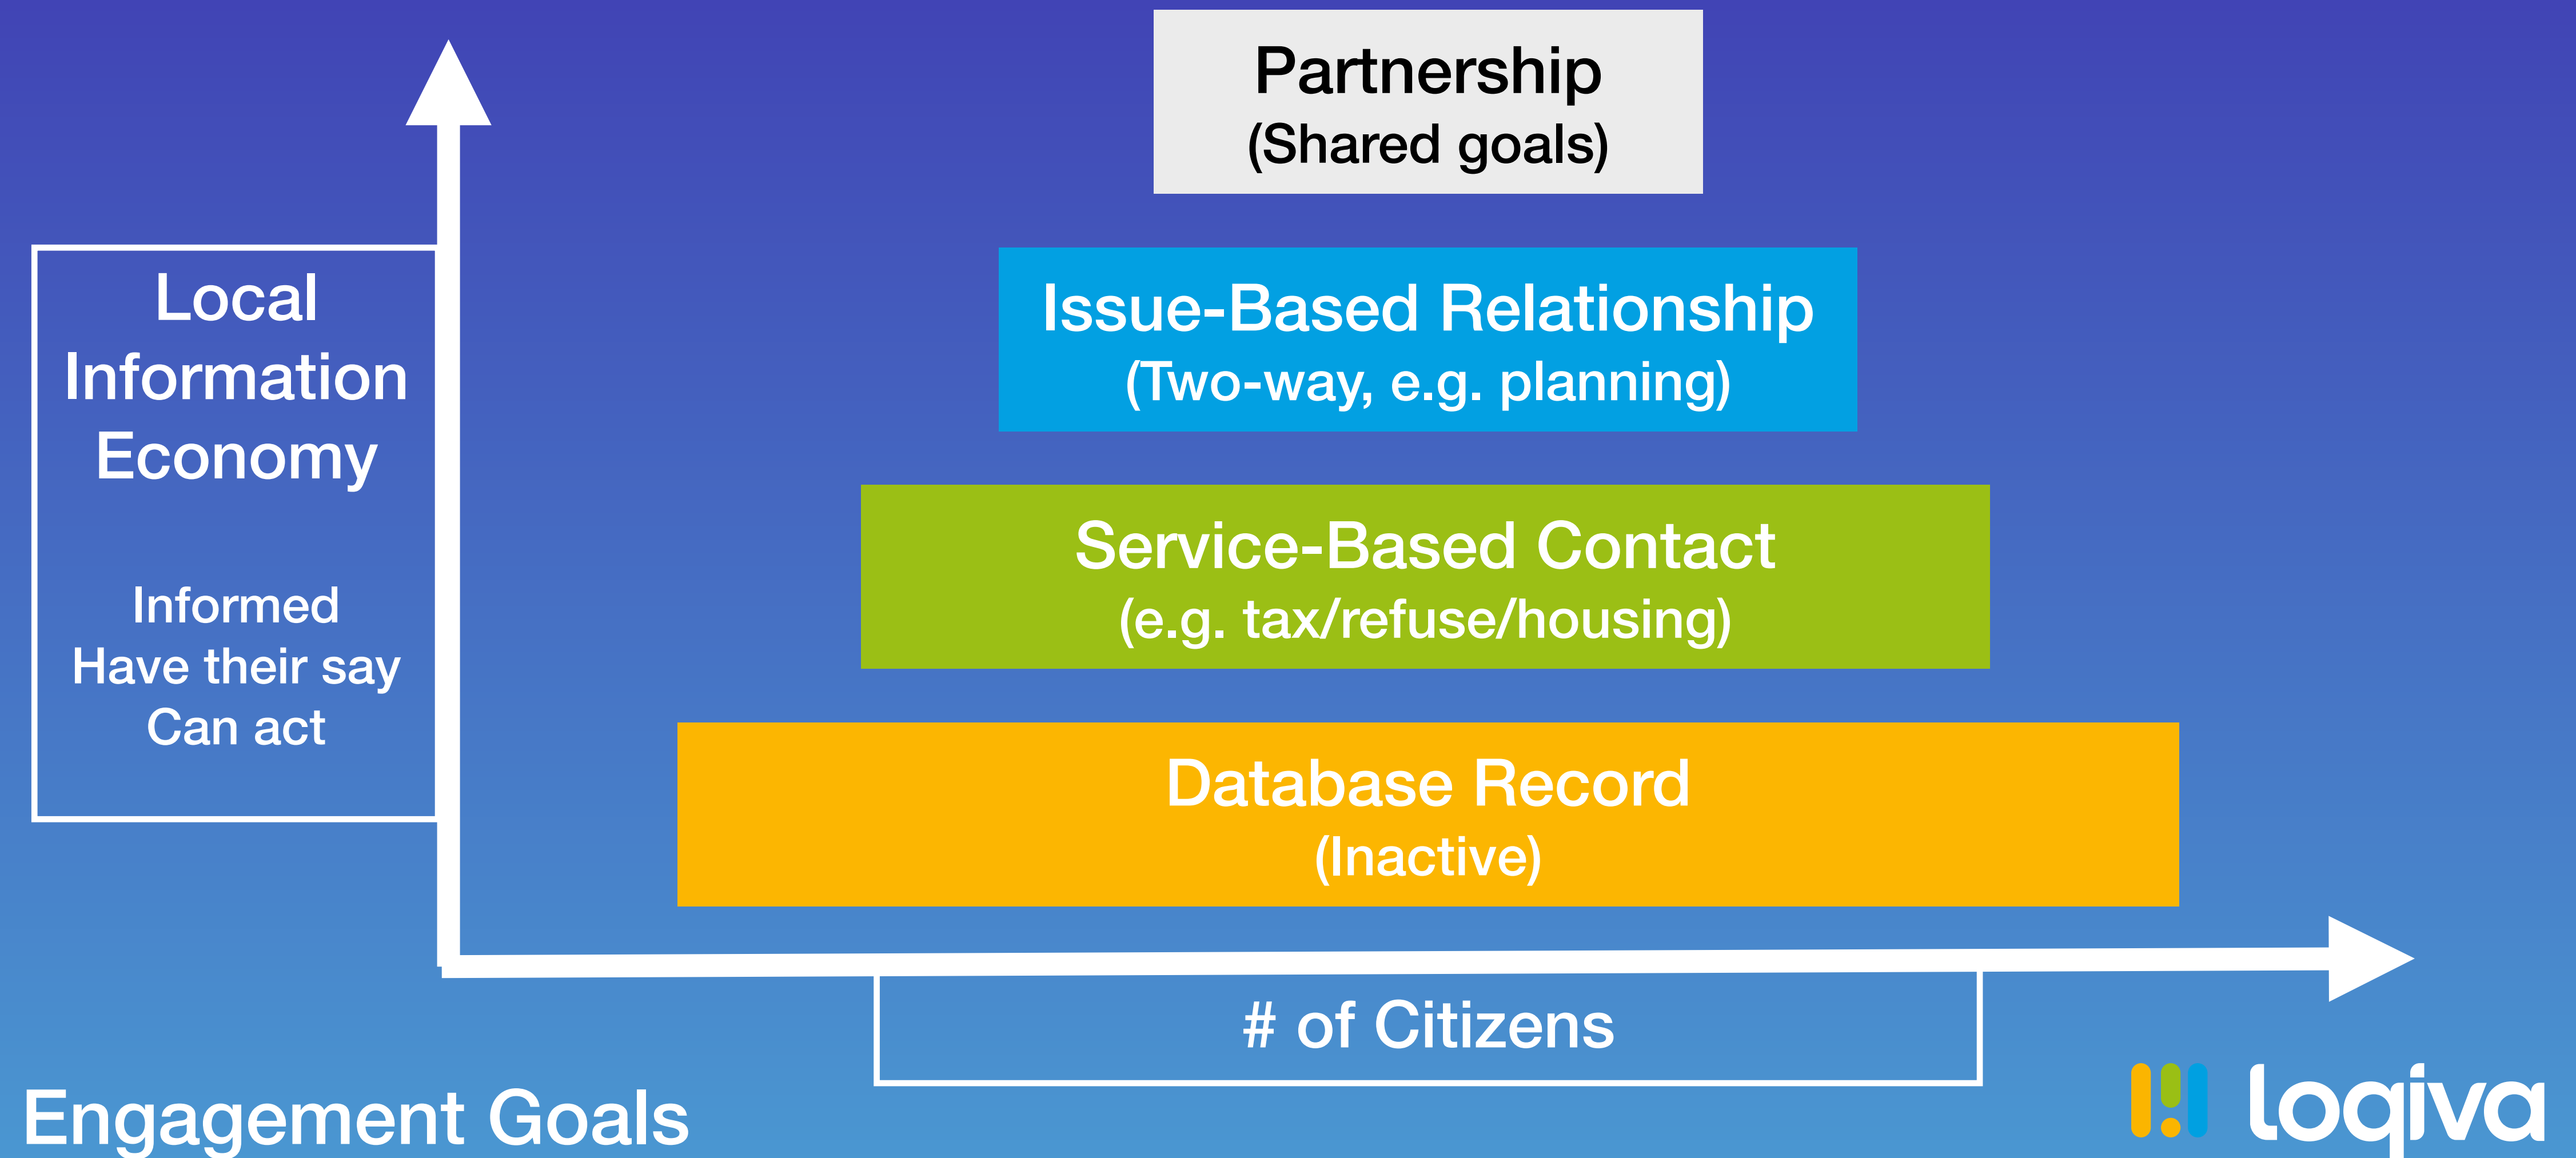 Partnership
(Shared goals)
Local
Information
Economy
Informed
Have their say
Can act
Issue-Based Relationship
(Two-way, e.g. planning)
Service-Based Contact
(e.g. tax/refuse/housing)
Database Record
(Inactive)
# of Citizens
Engagement Goals
loqiva